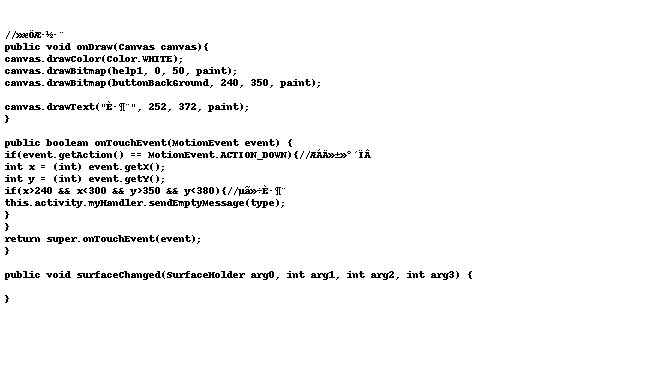 //»æÖÆ·½·¨
public void onDraw(Canvas canvas){
canvas.drawColor(Color.WHITE);
canvas.drawBitmap(help1, 0, 50, paint);
canvas.drawBitmap(buttonBackGround, 240, 350, paint);
canvas.drawText("È·¶¨", 252, 372, paint);
}
public boolean onTouchEvent(MotionEvent event) {
if(event.getAction() == MotionEvent.ACTION_DOWN){//ÆÁÄ»±»°´ÏÂ
int x = (int) event.getX();
int y = (int) event.getY();
if(x>240 && x<300 && y>350 && y<380){//µã»÷È·¶¨
this.activity.myHandler.sendEmptyMessage(type);
}
}
return super.onTouchEvent(event);
}
public void surfaceChanged(SurfaceHolder arg0, int arg1, int arg2, int arg3) {
}